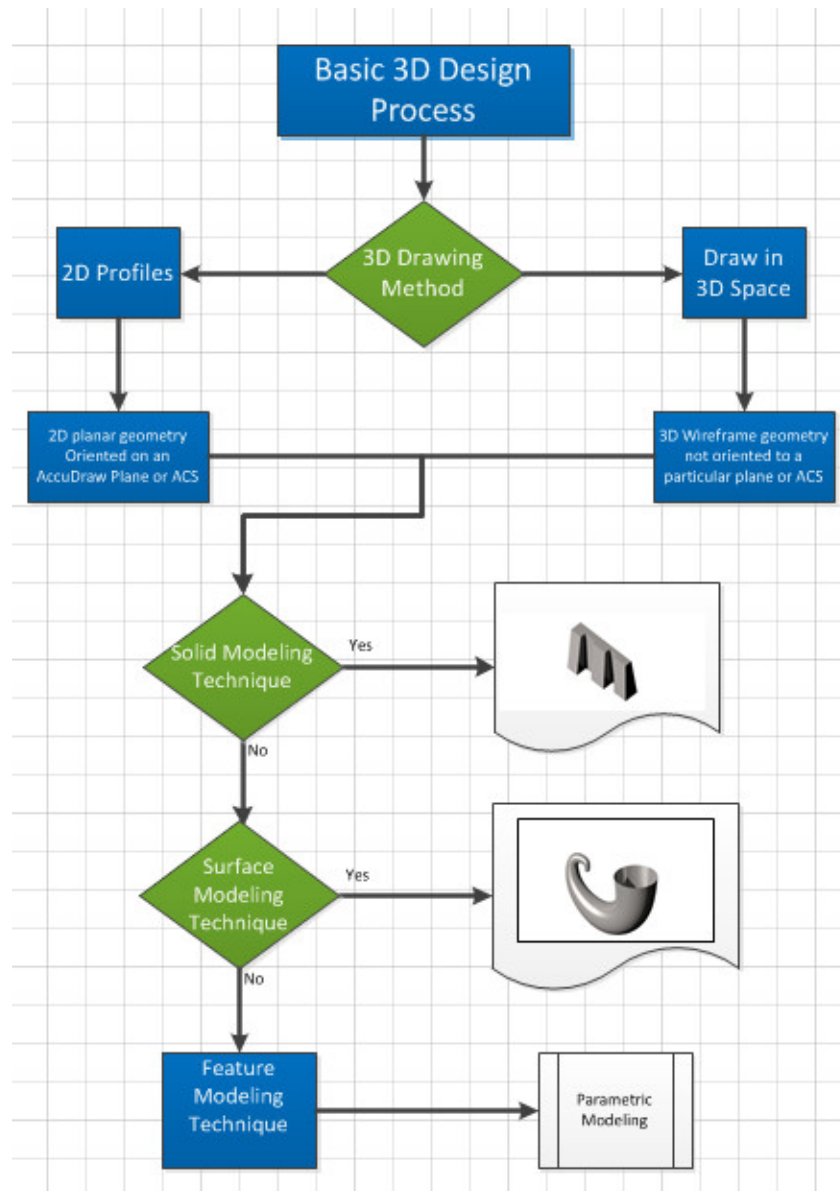 Basic 3D Design
Process
3D Drawing
Method
2D Profiles
Draw in
3D Space
2D planar geometry
Oriented on an
AccuDraw Plane or ACS
3D Wireframe geometry
not oriented to a
particular plane or ACS
Solid Modeling
Technique
Yes
No
Surface
Modeling
Technique
Yes
No
Feature
Modeling
Technique
Parametric
Modeling